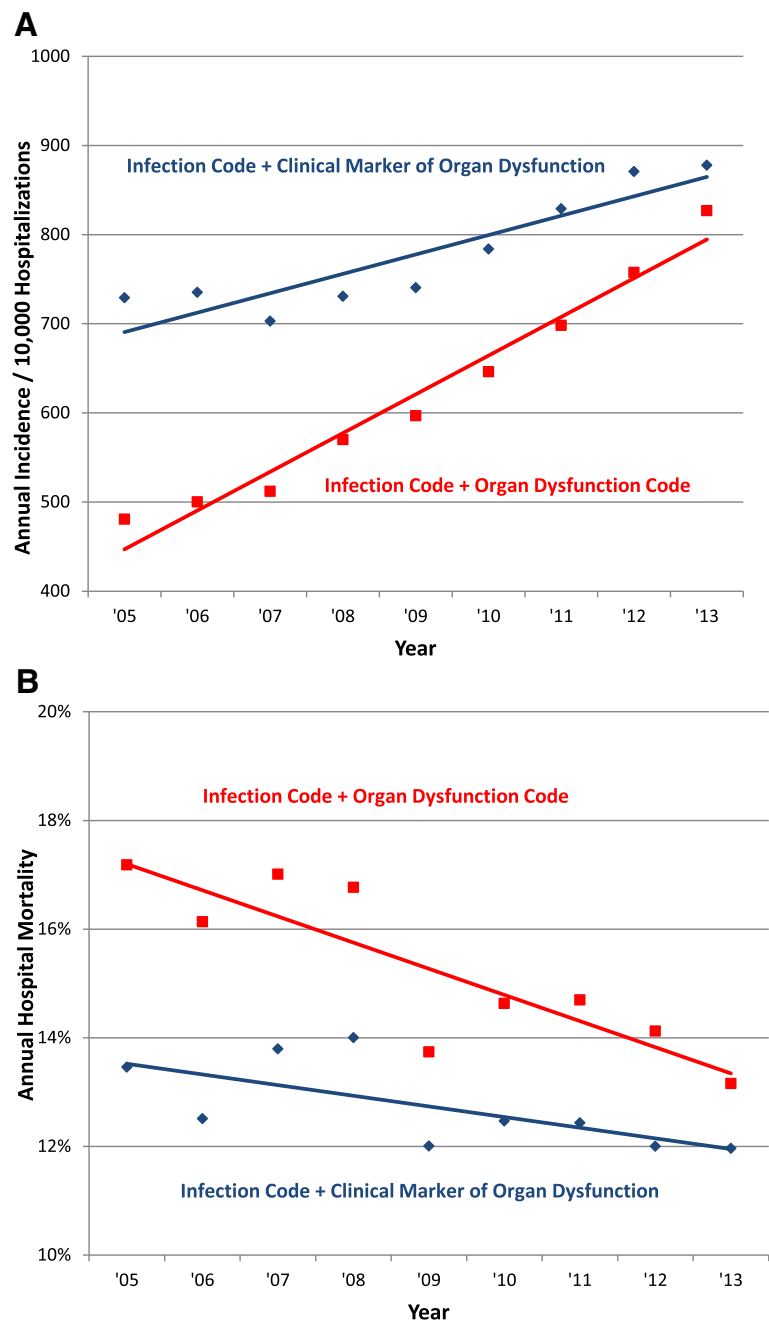 A
1000
900
800
700
600
500
400
Annual Incidence / 10,000 Hospitalizations
Infection Code + Clinical Marker of Organ Dysfunction
Infection Code + Organ Dysfunction Code
'05 '06 '07 '08 '09 '10 '11 '12 '13
Year
B
20%
18%
16%
14%
12%
10%
Annual Hospital Mortality
Infection Code + Organ Dysfunction Code
Infection Code + Clinical Marker of Organ Dysfunction
'05 '06 '07 '08 '09 '10 '11 '12 '13
Year